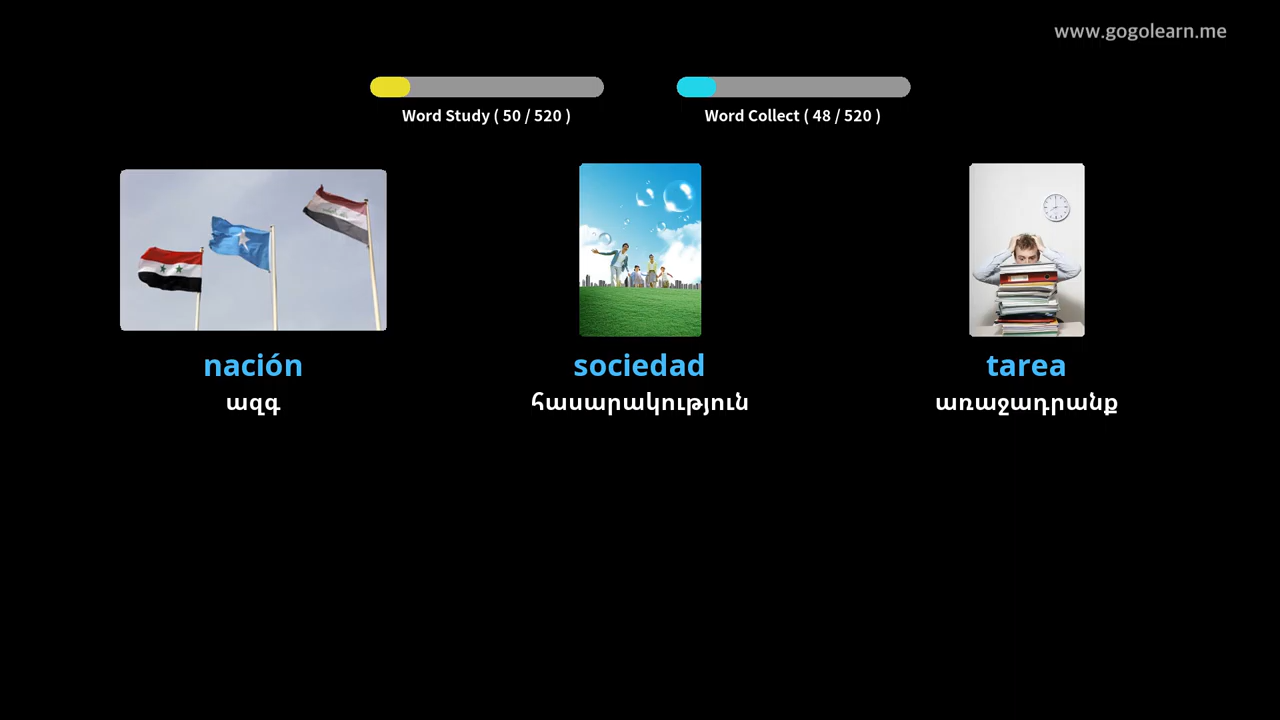 www.gogolearn.me
Word Study ( 50 / 520 )
Word Collect ( 48 / 520 )
nación
ազգ
sociedad
հասարակություն
tarea
առաջադրանք